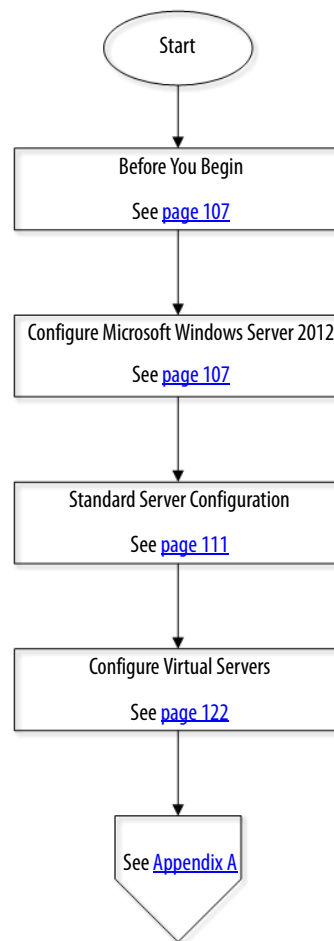 Start
Before You Begin
See page 107
Configure Microsoft Windows Server 2012
See page 107
Standard Server Configuration
See page 111
Configure Virtual Servers
See page 122
See Appendix A